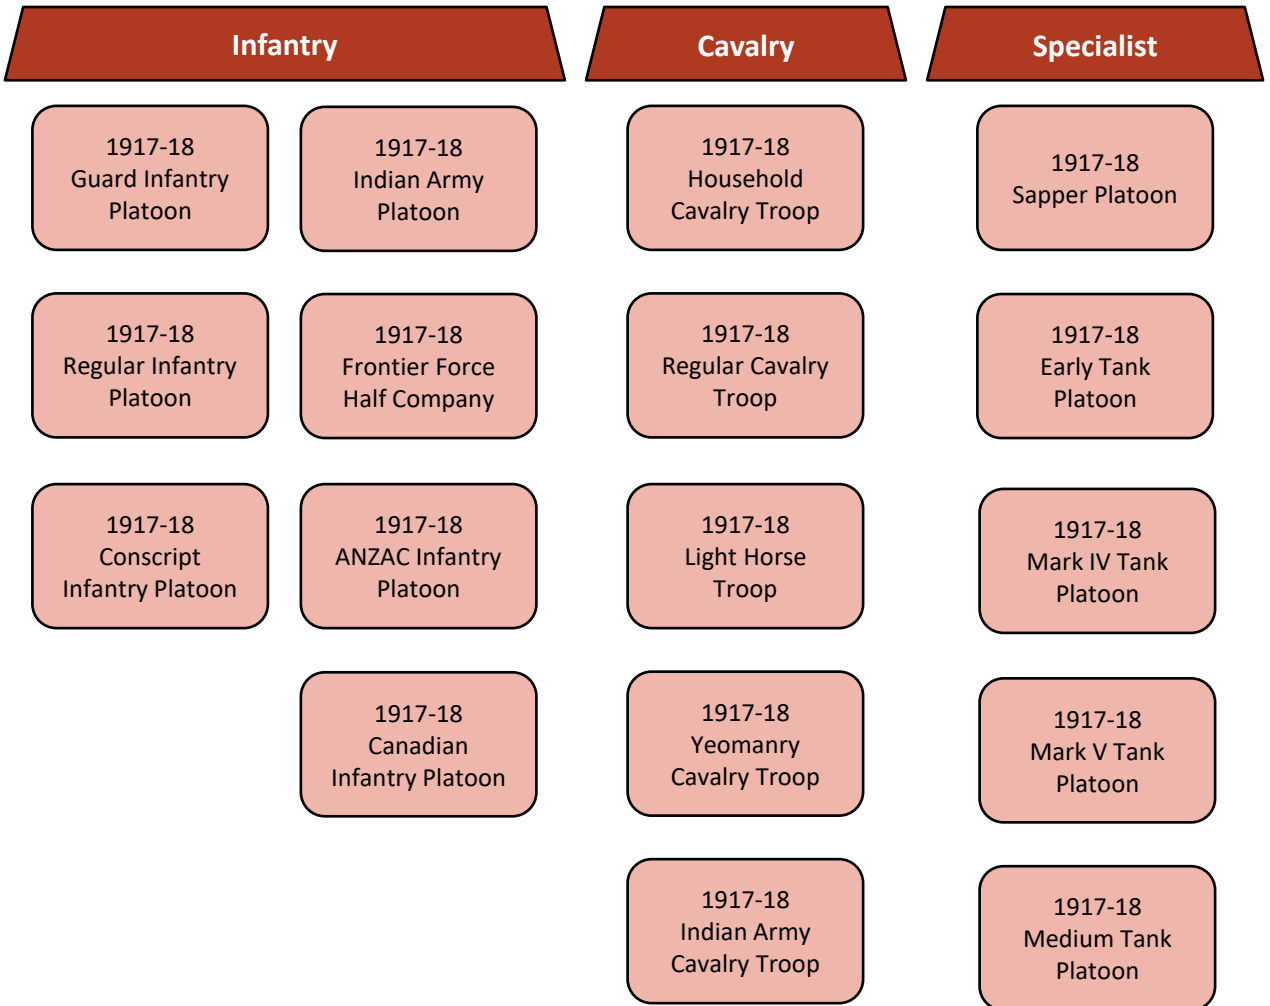 Infantry
Cavalry
Specialist
1917-18
Guard Infantry
Platoon
1917-18
Indian Army
Platoon
1917-18
Household
Cavalry Troop
1917-18
Sapper Platoon
1917-18
Regular Infantry
Platoon
1917-18
Frontier Force
Half Company
1917-18
Regular Cavalry
Troop
1917-18
Early Tank
Platoon
1917-18
Conscript
Infantry Platoon
1917-18
ANZAC Infantry
Platoon
1917-18
Light Horse
Troop
1917-18
Mark IV Tank
Platoon
1917-18
Canadian
Infantry Platoon
1917-18
Yeomanry
Cavalry Troop
1917-18
Mark V Tank
Platoon
1917-18
Indian Army
Cavalry Troop
1917-18
Medium Tank
Platoon